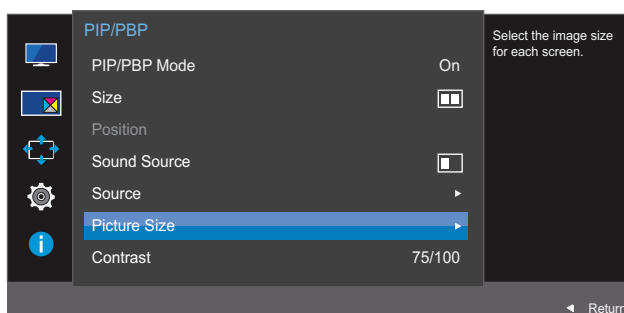 PIP/PBP
Select the image size
for each screen.
PIP/PBP Mode On
Size
Position
Sound Source
Source
Picture Size
Contrast 75/100
Return